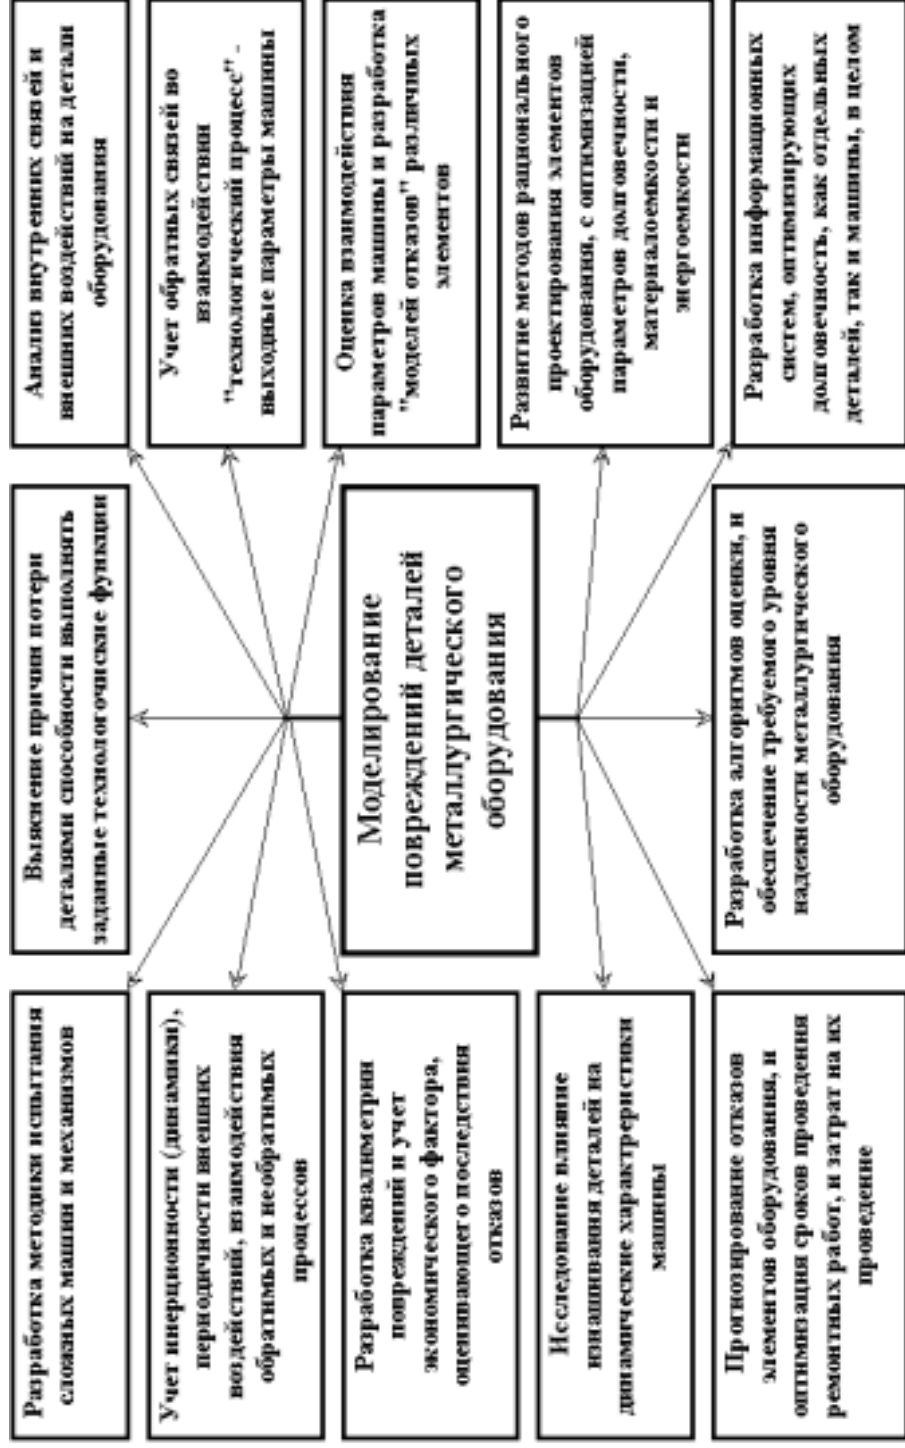 Разработка методики испытания
сложных машин и механизмов
Выяснение причин потери
деталями способности выполнять
заданные технологочиские функции
Анализ внутренних связей и
внешних воздействий на детали
оборудования
Учет инерционности (динамики),
периодичности внешних
воздействий, взаимодействия
обратимых и необратимых
процессов
Учет обратных связей во
взаимодействии
"технологический процесс" -
выходные параметры машины
Разработка квалиметрии
повреждений и учет
экономического фактора,
оценивающего последствия
отказов
Моделирование
повреждений деталей
металлургического
оборудования
Оценка взаимодействия
параметров машины и разработка
"моделей отказов" различных
элементов
Исследование влияние
изнашивания деталей на
динамические характреристики
машины
Развитие методов рационального
проектирования элементов
оборудования, с оптимизацией
параметров долговечности,
материалоемкости и
энергоемкости
Прогнозирование отказов
элементов оборудования, и
оптимизация сроков проведения
ремонтных работ, и затрат на их
проведение
Разработка алгоритмов оценки, и
обеспечение требуемого уровня
надежности металлургического
оборудования
Разработка информационных
систем, оптимизирующих
долговечность, как отдельных
деталей, так и машины, в целом